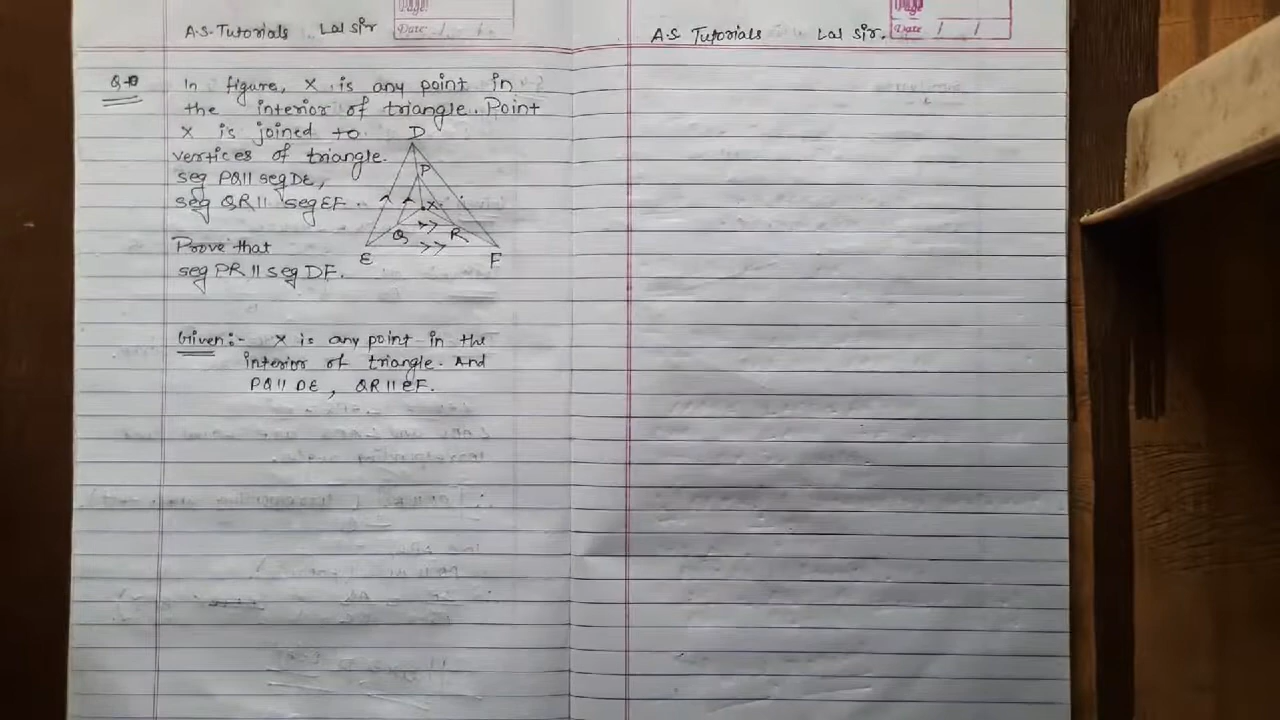 A.S. Tutorials Lal Sir
Date / /
Q
In figure, X is any point in
the interior of triangle. Point
X is joined to
vertices of triangle.
seg PQ || seg DE,
seg QR || seg EF.
Prove that
seg PR || seg DF.
D
P
X
Q
R
E
F
Given:- X is any point in the
interior of triangle. And
PQ || DE, QR || EF.
A.S Tutorials Lal Sir.
Date / /